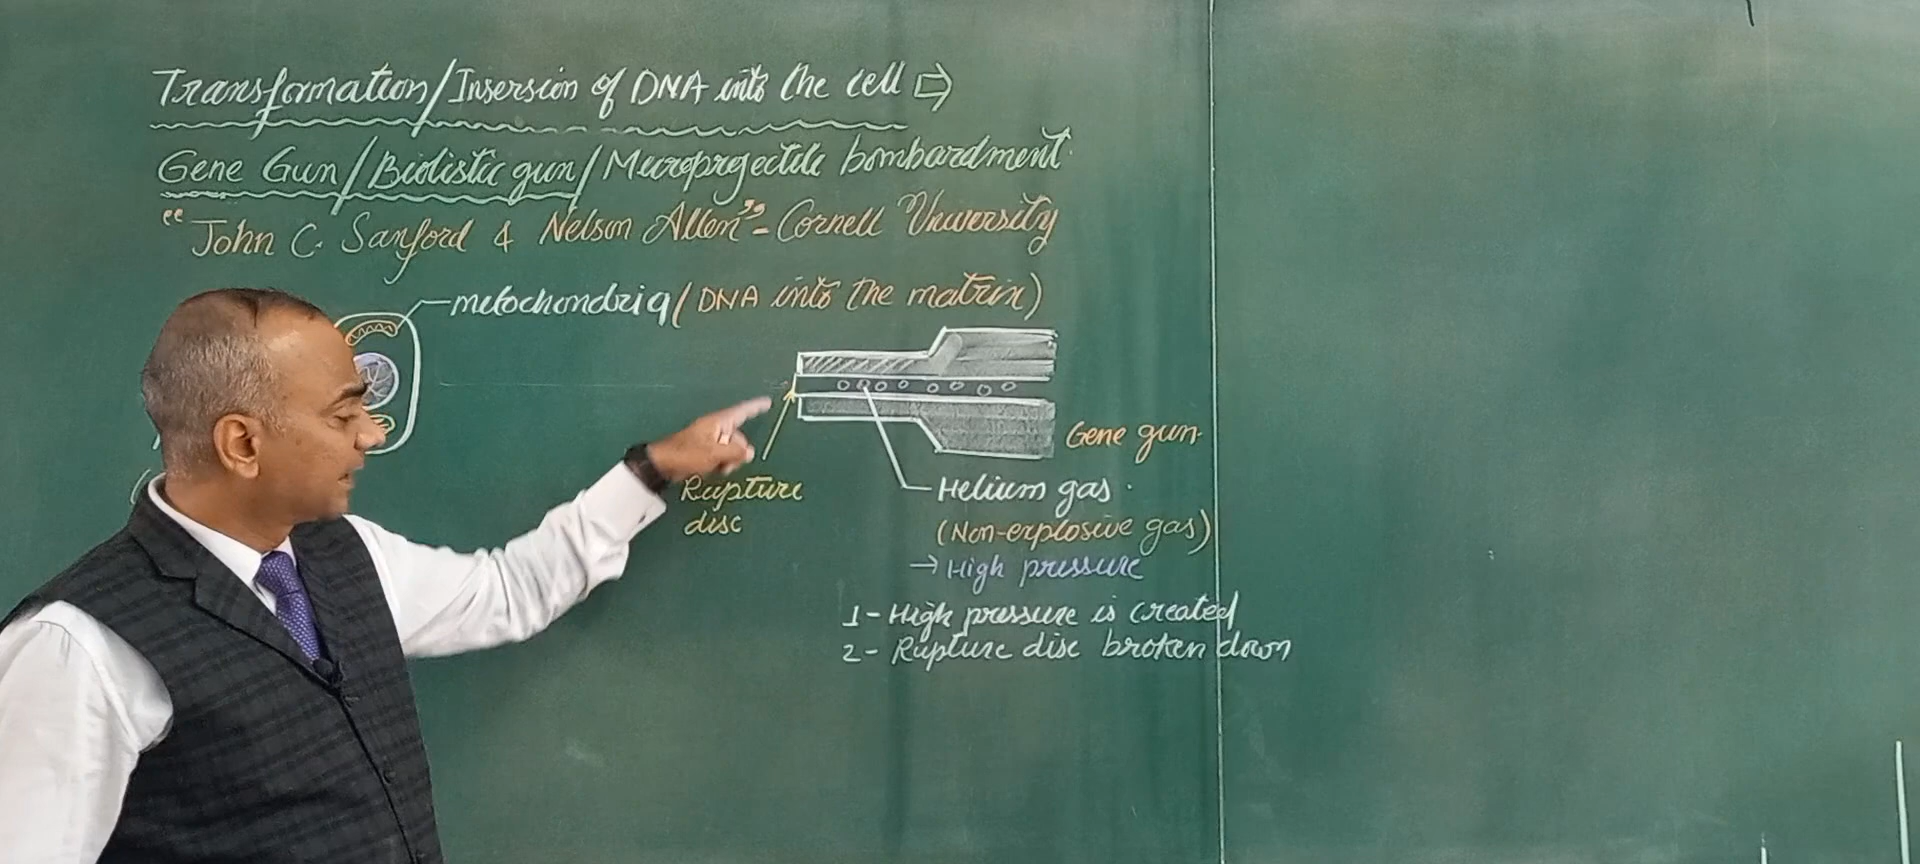 Transformation/Insersion of DNA into the cell
Gene Gun/Biolistic gun/Microprojectile bombardment
"John C. Sanford & Nelson Allen" - Cornell University
mitochondria (DNA into the matrix)
Gene gun
Rupture
disc
Helium gas.
(Non-explosive gas)
→ High pressure
1- High pressure is created
2- Rupture disc broken down